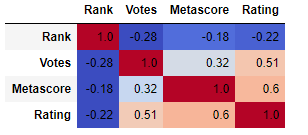 Rank Votes Metascore Rating
Rank 1.0 -0.28 -0.18 -0.22
Votes -0.28 1.0 0.32 0.51
Metascore -0.18 0.32 1.0 0.6
Rating -0.22 0.51 0.6 1.0